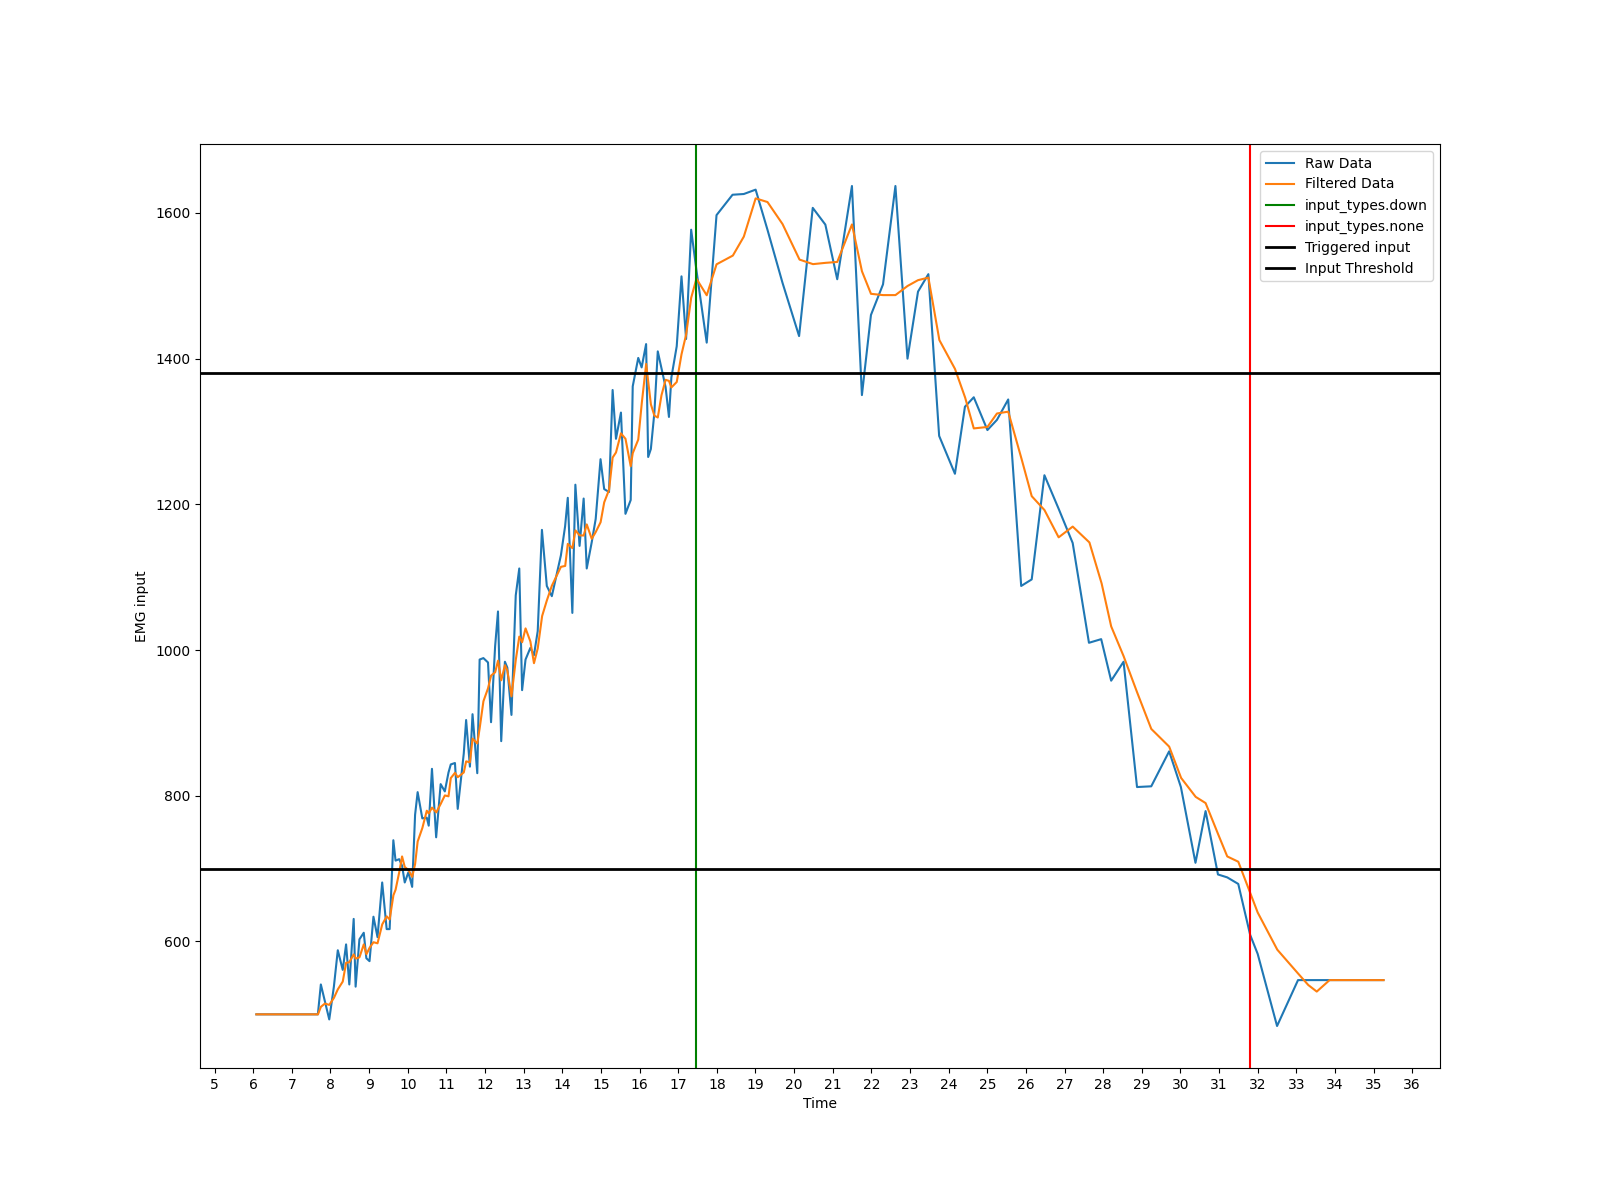 Raw Data
Filtered Data
input_types.down
input_types.none
Triggered input
Input Threshold
1600
1400
1200
1000
800
600
EMG input
5 6 7 8 9 10 11 12 13 14 15 16 17 18 19 20 21 22 23 24 25 26 27 28 29 30 31 32 33 34 35 36
Time